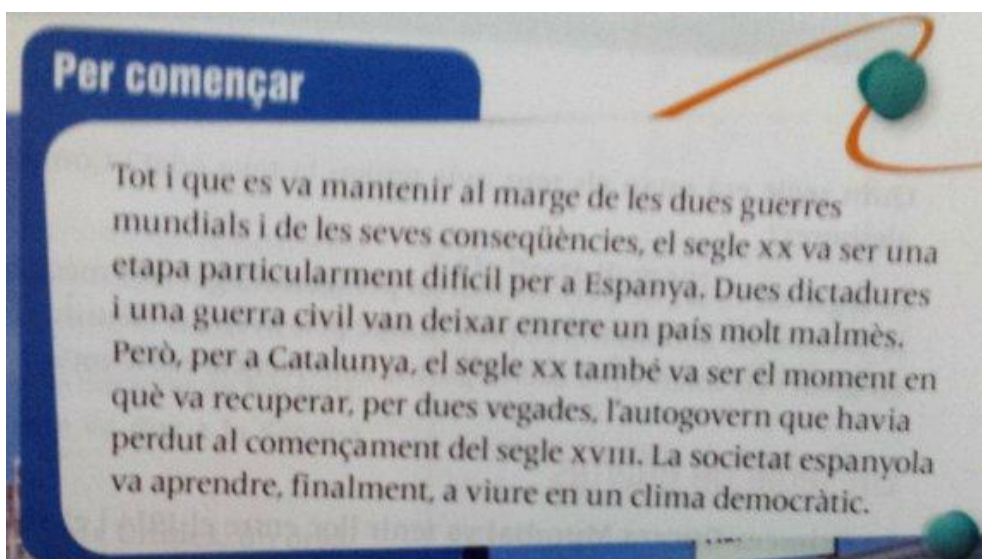 Per començar
Tot i que es va mantenir al marge de les dues guerres
mundials i de les seves conseqüències, el segle XX va ser una
etapa particularment difícil per a Espanya. Dues dictadures
i una guerra civil van deixar enrere un país molt malmès.
Però, per a Catalunya, el segle XX també va ser el moment en
què va recuperar, per dues vegades, l'autogovern que havia
perdut al començament del segle XVIII. La societat espanyola
va aprendre, finalment, a viure en un clima democràtic.